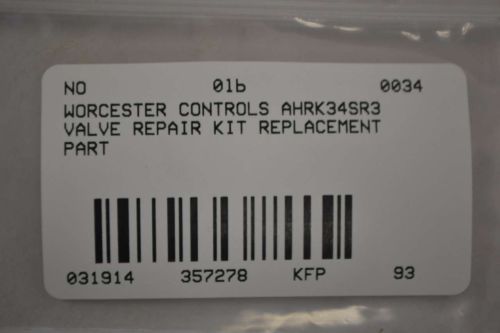 NO 01b 0034
WORCESTER CONTROLS AHRK34SR3
VALVE REPAIR KIT REPLACEMENT
PART
031914 357278 KFP 93